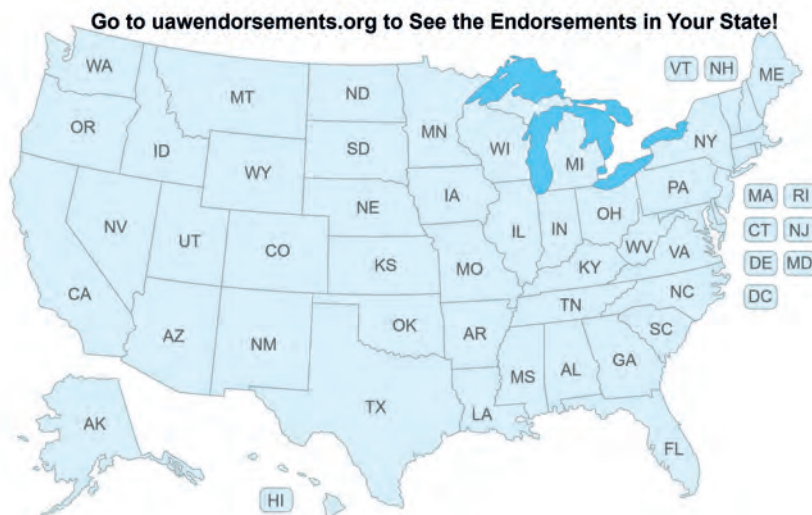 Go to uawendorsements.org to See the Endorsements in Your State!
VT NH
WA
ME
MT
ND
OR
MN
ID
SD
WI
NY
WY
MI
IA
PA
NE
MA RI
NV
OH
IL IN
UT
CO
CT NJ
WV
VA
KS
MO
KY
DE MD
CA
NC
DC
TN
OK
AZ
AR
SC
NM
GA
MS AL
TX
LA
AK
FL
HI